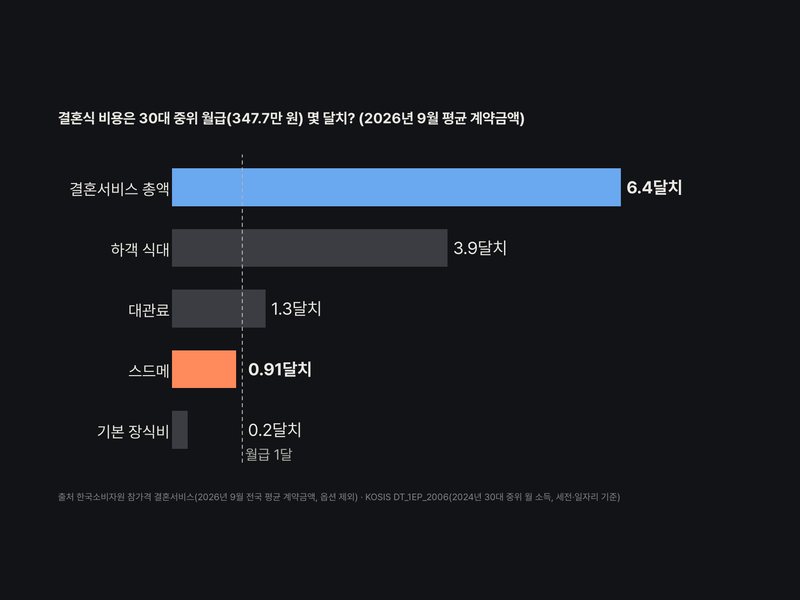 결혼식 비용은 30대 중위 월급(347.7만 원) 몇 달치? (2026년 9월 평균 계약금액)
결혼서비스 총액 6.4달치
하객 식대 3.9달치
대관료 1.3달치
스드메 0.91달치
기본 장식비 0.2달치
월급 1달
출처 한국소비자원 참가격 결혼서비스(2026년 9월 전국 평균 계약금액, 옵션 제외) · KOSIS DT_1EP_2006(2024년 30대 중위 월 소득, 세전·일자리 기준)